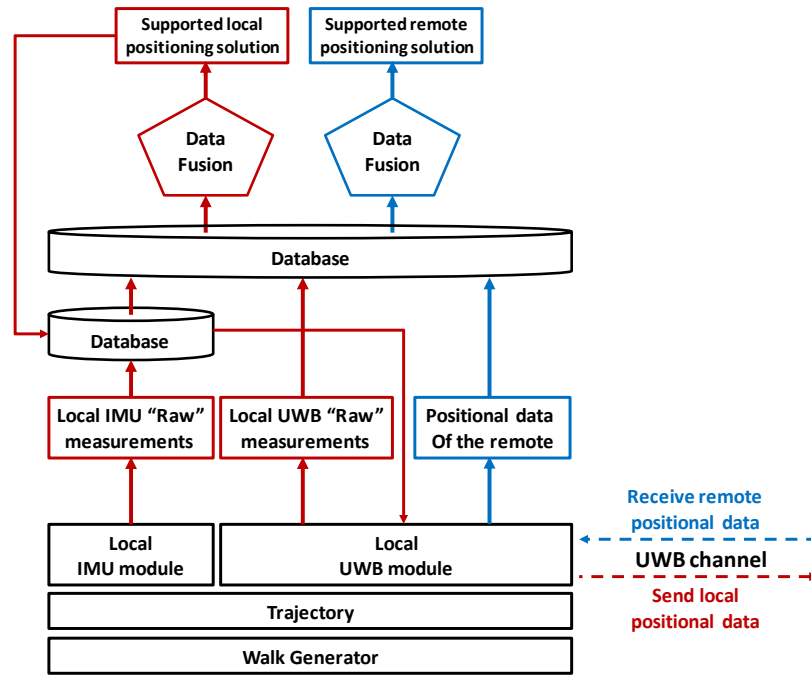 Supported local
positioning solution
Supported remote
positioning solution
Data
Fusion
Data
Fusion
Database
Database
Local IMU “Raw”
measurements
Local UWB “Raw”
measurements
Positional data
Of the remote
Local
IMU module
Local
UWB module
Receive remote
positional data
UWB channel
Send local
positional data
Trajectory
Walk Generator